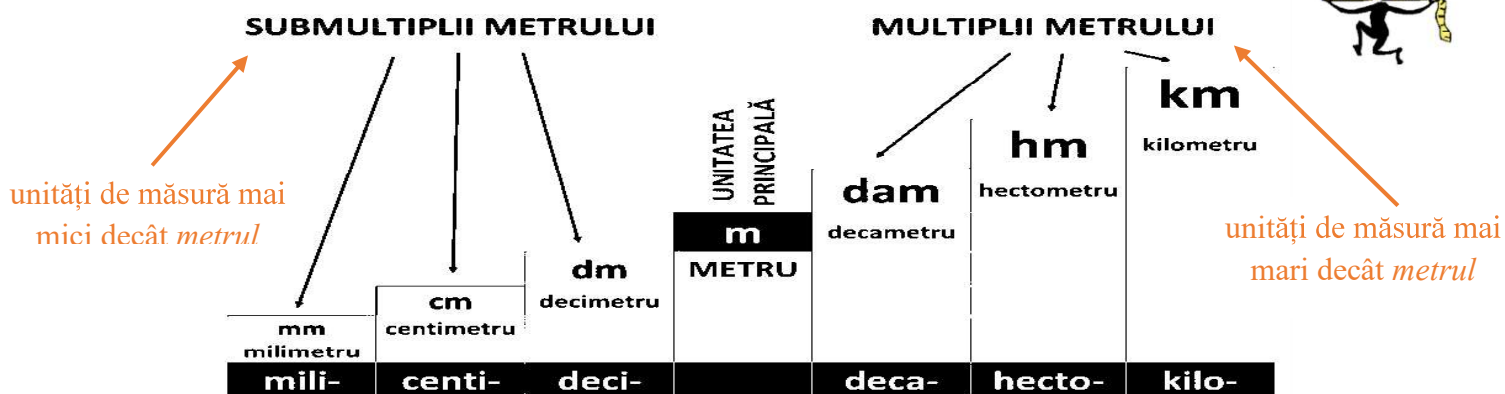 SUBMULTIPLII METRULUI
MULTIPLII METRULUI
unități de măsură mai
mici decât metrul
UNITATEA
PRINCIPALĂ
km
kilometru
hm
hectometru
dam
decametru
m
METRU
dm
decimetru
cm
centimetru
mm
milimetru
unități de măsură mai
mari decât metrul
mili- centi- deci- deca- hecto- kilo-